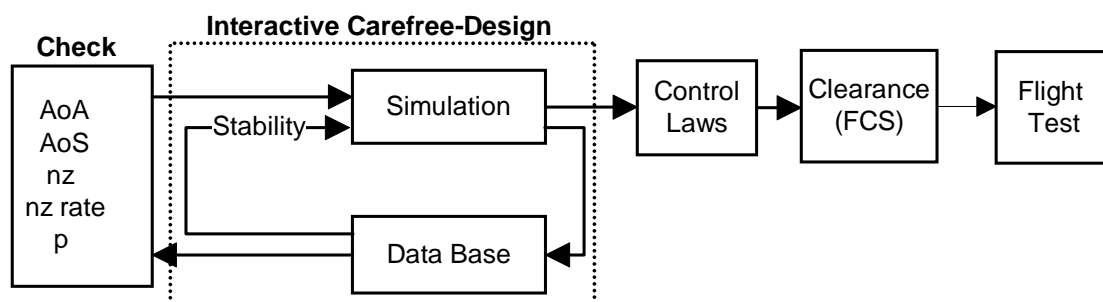 Interactive Carefree-Design
Check
AoA
AoS
nz
nz rate
p
Simulation
Stability
Data Base
Control
Laws
Clearance
(FCS)
Flight
Test